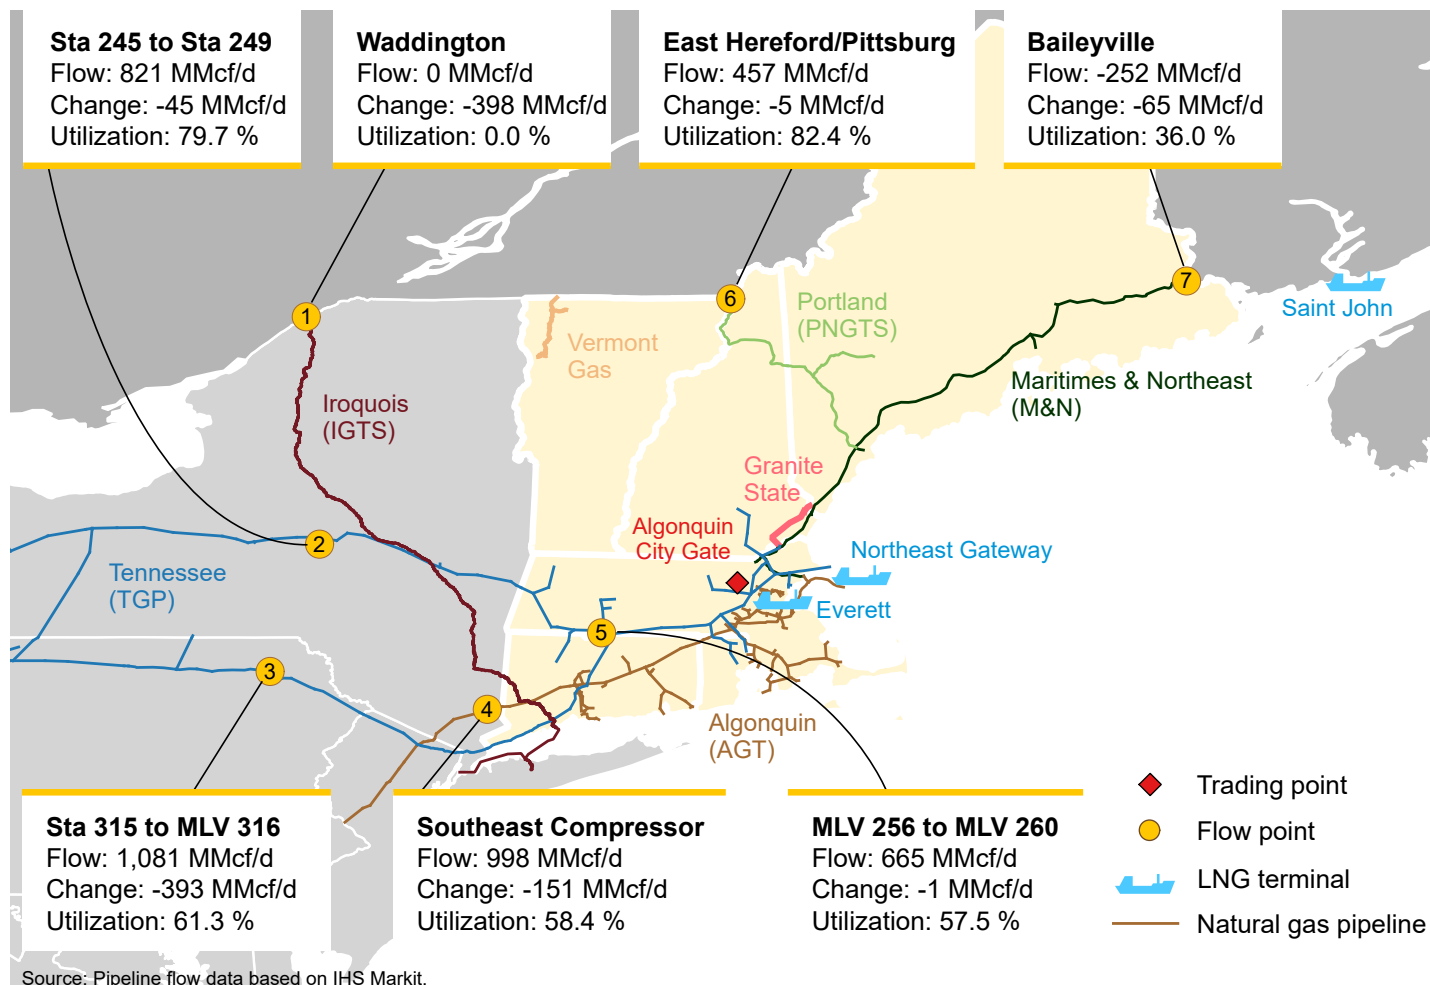 Sta 245 to Sta 249
Flow: 821 MMcf/d
Change: -45 MMcf/d
Utilization: 79.7 %
Waddington
Flow: 0 MMcf/d
Change: -398 MMcf/d
Utilization: 0.0 %
East Hereford/Pittsburg
Flow: 457 MMcf/d
Change: -5 MMcf/d
Utilization: 82.4 %
Baileyville
Flow: -252 MMcf/d
Change: -65 MMcf/d
Utilization: 36.0 %
1
6
7
Saint John
Portland
(PNGTS)
Vermont
Gas
Maritimes & Northeast
(M&N)
Iroquois
(IGTS)
Granite
State
Algonquin
City Gate
2
Northeast Gateway
Tennessee
(TGP)
Everett
5
3
4
Algonquin
(AGT)
Sta 315 to MLV 316
Flow: 1,081 MMcf/d
Change: -393 MMcf/d
Utilization: 61.3 %
Southeast Compressor
Flow: 998 MMcf/d
Change: -151 MMcf/d
Utilization: 58.4 %
MLV 256 to MLV 260
Flow: 665 MMcf/d
Change: -1 MMcf/d
Utilization: 57.5 %
Trading point
Flow point
LNG terminal
Natural gas pipeline
Source: Pipeline flow data based on IHS Markit.